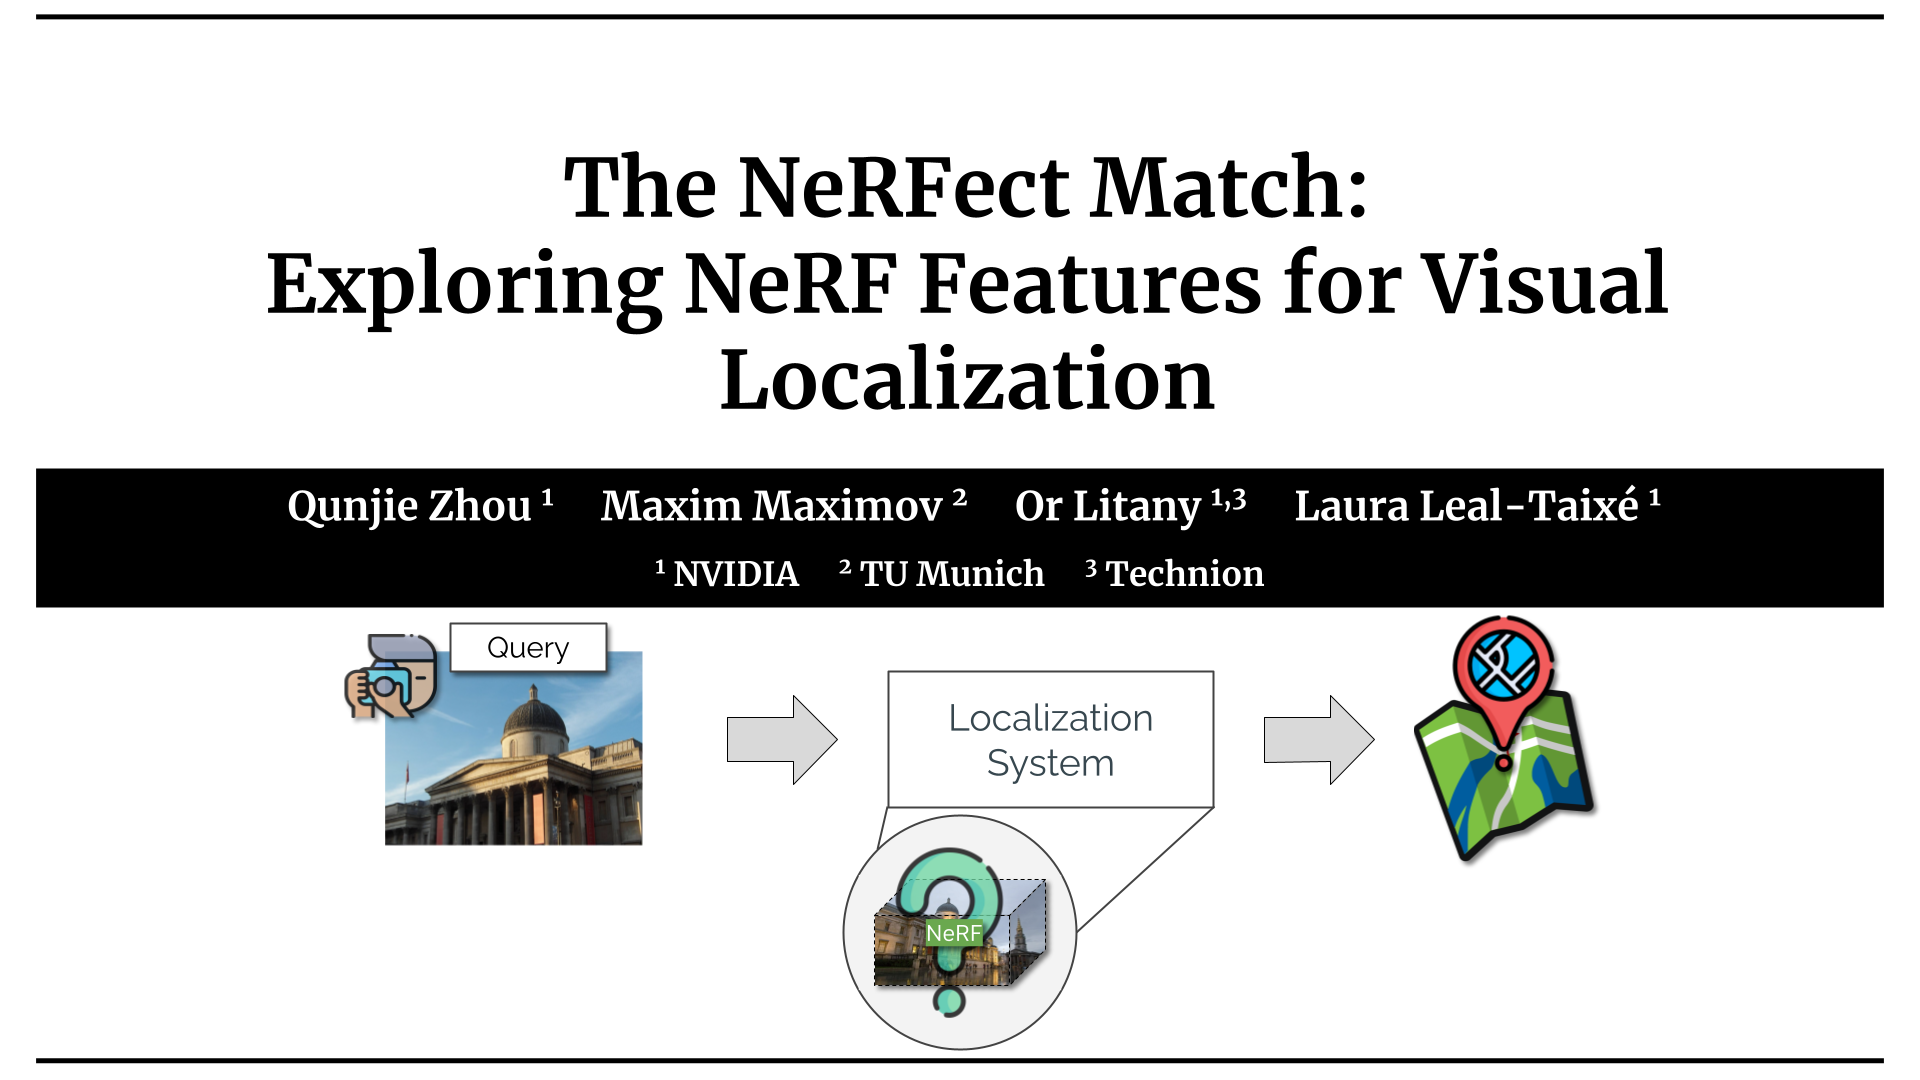 The NeRFect Match:
Exploring NeRF Features for Visual
Localization
Qunjie Zhou ¹ Maxim Maximov ² Or Litany ¹,³ Laura Leal-Taixé ¹
¹ NVIDIA ² TU Munich ³ Technion
Query
Localization
System
NeRF